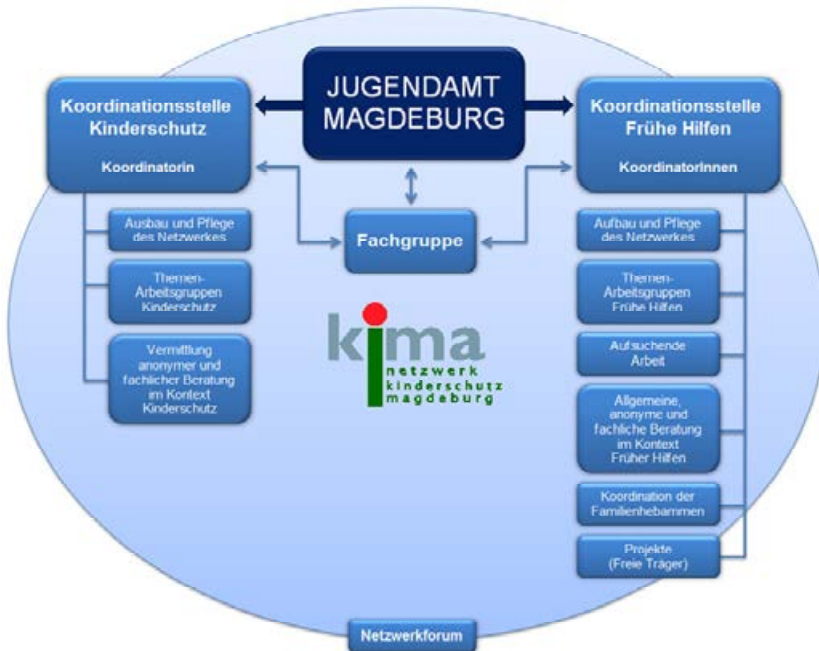 JUGENDAMT
MAGDEBURG
Koordinationsstelle
Kinderschutz
Koordinatorin
Ausbau und Pflege
des Netzwerkes
Themen-
Arbeitsgruppen
Kinderschutz
Vermittlung
anonymer und
fachlicher Beratung
im Kontext
Kinderschutz
Fachgruppe
kima
netzwerk
kinderschutz
magdeburg
Koordinationsstelle
Frühe Hilfen
KoordinatorInnen
Aufbau und Pflege
des Netzwerkes
Themen-
Arbeitsgruppen
Frühe Hilfen
Aufsuchende
Arbeit
Allgemeine,
anonyme und
fachliche Beratung
im Kontext
Früher Hilfen
Koordination der
Familienhebammen
Projekte
(Freie Träger)
Netzwerkforum